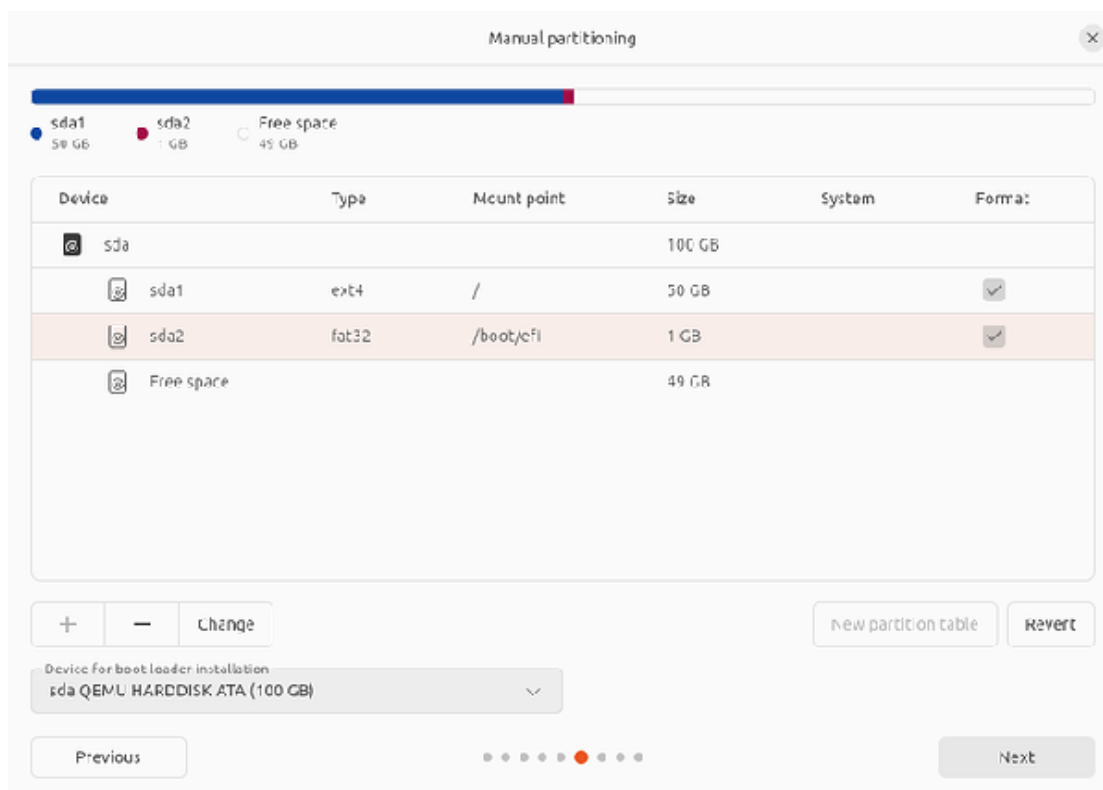 Manual partitioning
sda1 sda2 Free space
50 GB 1 GB 49 GB
Device Type Mount point Size System Format
sda 100 GB
sda1 ext4 / 50 GB
sda2 fat32 /boot/efi 1 GB
Free space 49 GB
+ − Change New partition table Revert
Device for boot loader installation
sda QEMU HARDDISK ATA (100 GB)
Previous Next